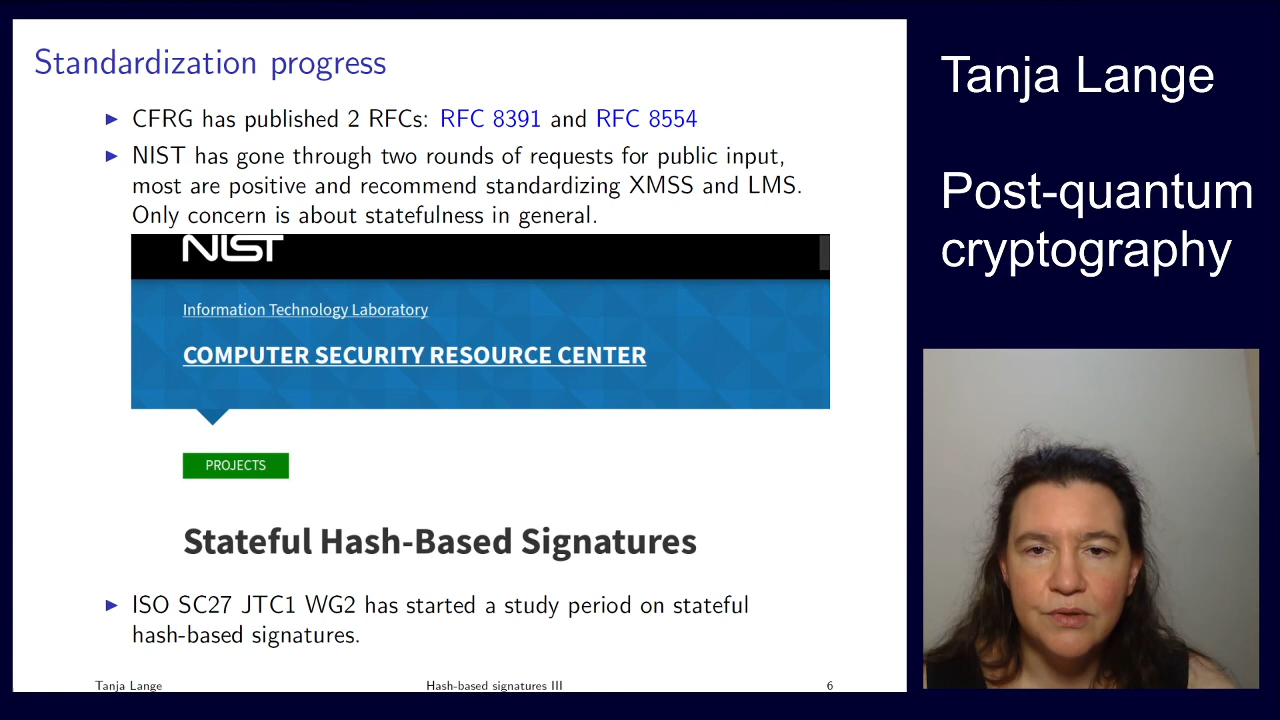 Standardization progress
▶ CFRG has published 2 RFCs: RFC 8391 and RFC 8554
▶ NIST has gone through two rounds of requests for public input,
most are positive and recommend standardizing XMSS and LMS.
Only concern is about statefulness in general.
NIST
Information Technology Laboratory
COMPUTER SECURITY RESOURCE CENTER
PROJECTS
Stateful Hash-Based Signatures
▶ ISO SC27 JTC1 WG2 has started a study period on stateful
hash-based signatures.
Tanja Lange
Hash-based signatures III
6
Tanja Lange
Post-quantum
cryptography